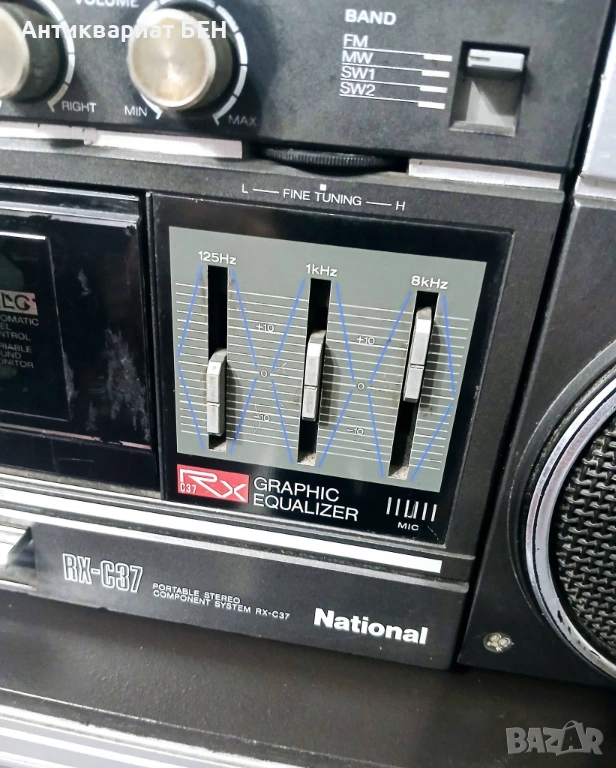 Антиквариат БЕН
VOLUME
RIGHT
MIN
MAX
BAND
FM
MW
SW1
SW2
L — FINE TUNING — H
125Hz
1kHz
8kHz
+10
+10
0
0
-10
-10
RX
C37
GRAPHIC
EQUALIZER
MIC
RX-C37
PORTABLE STEREO
COMPONENT SYSTEM RX-C37
National
BAZAR